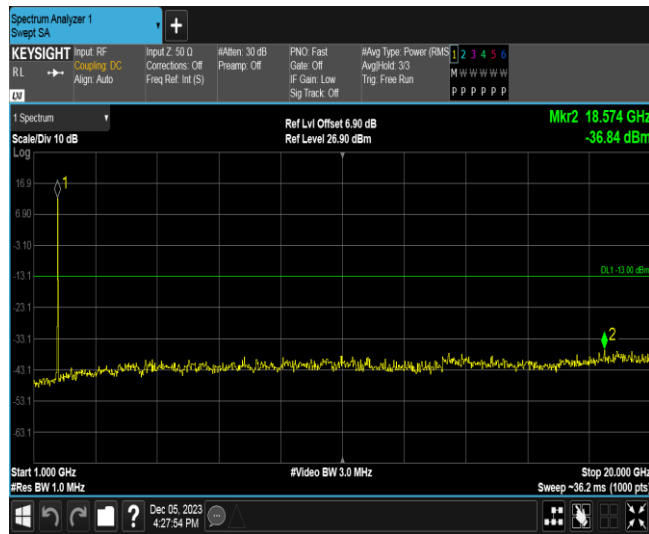 Spectrum Analyzer 1
Swept SA
+
KEYSIGHT Input: RF Input Z: 50 Ω #Atten: 30 dB PNO: Fast #Avg Type: Power (RMS 1 2 3 4 5 6
RL Coupling: DC Corrections: Off Preamp: Off Gate: Off Avg|Hold: 3/3 M W W W W W
Align: Auto Freq Ref: Int (S) IF Gain: Low Trig: Free Run
LXI Sig Track: Off P P P P P P
1 Spectrum Ref Lvl Offset 6.90 dB Mkr2 18.574 GHz
Scale/Div 10 dB Ref Level 26.90 dBm -36.84 dBm
Log
16.9 1
6.90
-3.10
-13.1 DL1 -13.00 dBm
-23.1
-33.1 2
-43.1
-53.1
-63.1
Start 1.000 GHz #Video BW 3.0 MHz Stop 20.000 GHz
#Res BW 1.0 MHz Sweep ~36.2 ms (1000 pts)
? Dec 05, 2023
4:27:54 PM